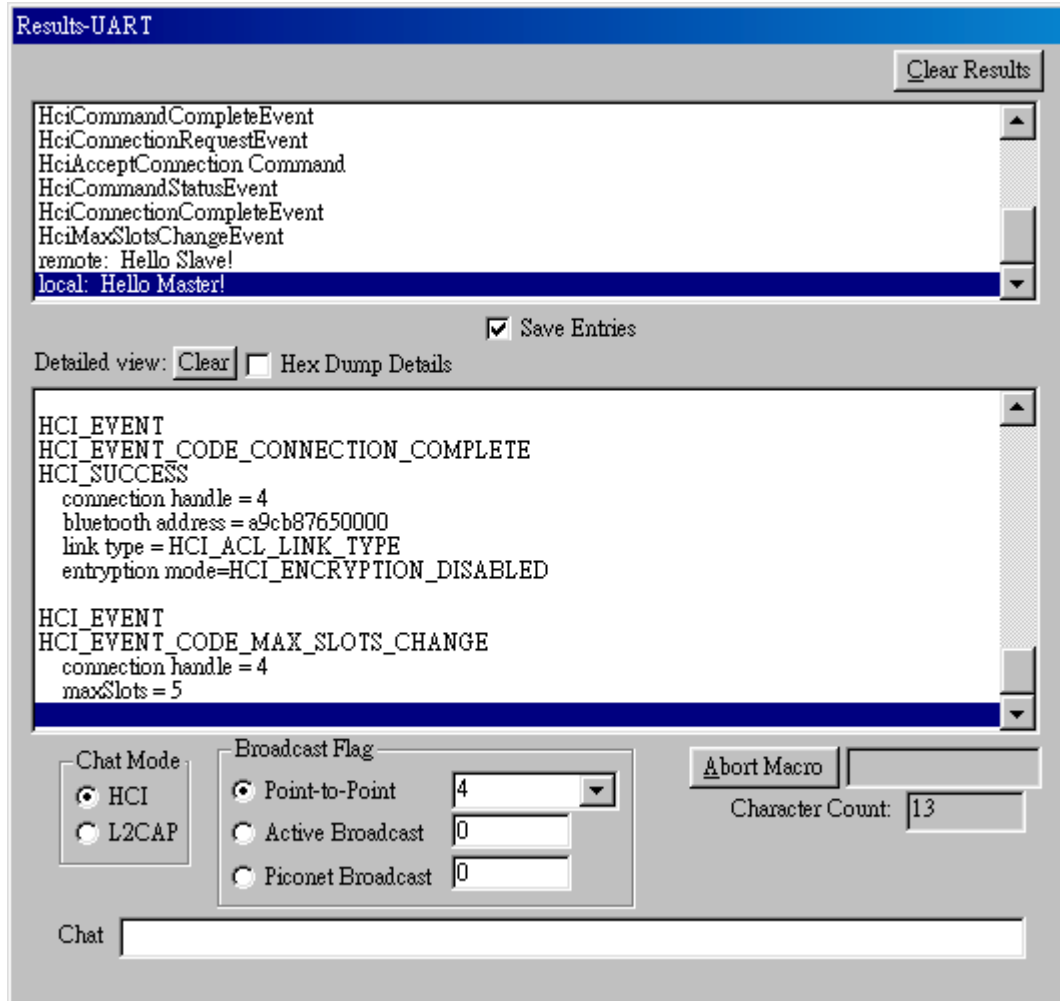 Results-UART
Clear Results
HciCommandCompleteEvent
HciConnectionRequestEvent
HciAcceptConnection Command
HciCommandStatusEvent
HciConnectionCompleteEvent
HciMaxSlotsChangeEvent
remote:  Hello Slave!
local:  Hello Master!
Save Entries
Detailed view: Clear Hex Dump Details
HCI_EVENT
HCI_EVENT_CODE_CONNECTION_COMPLETE
HCI_SUCCESS
connection handle = 4
bluetooth address = a9cb87650000
link type = HCI_ACL_LINK_TYPE
entryption mode=HCI_ENCRYPTION_DISABLED
HCI_EVENT
HCI_EVENT_CODE_MAX_SLOTS_CHANGE
connection handle = 4
maxSlots = 5
Chat Mode
HCI
L2CAP
Broadcast Flag
Point-to-Point 4
Active Broadcast 0
Piconet Broadcast 0
Abort Macro
Character Count: 13
Chat